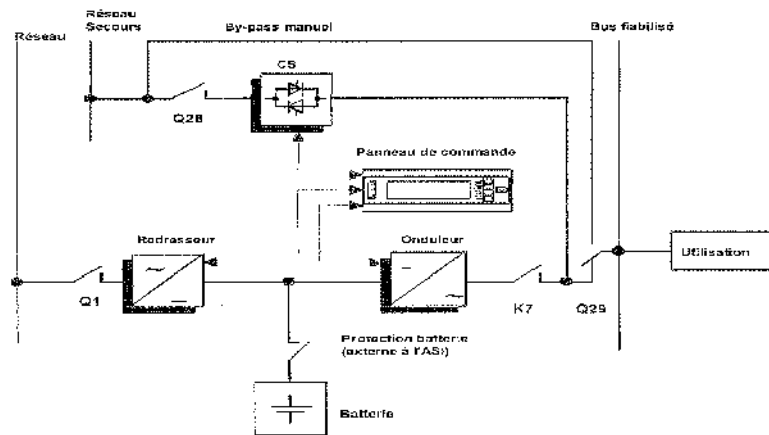 Réseau
Réseau
Secours
By-pass manuel
Bus fiabilisé
CS
Q28
Panneau de commande
Redrasseur
Onduleur
Utilisation
Q1
K7
Q29
Protection batterie
(externe à l'ASI)
Batterie